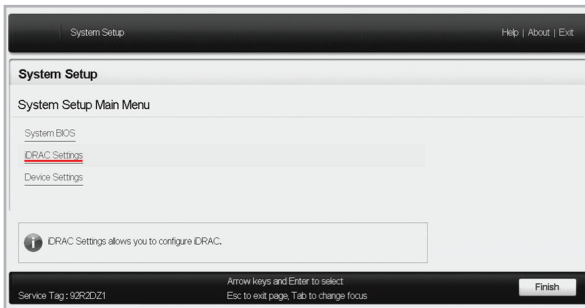 System Setup
Help | About | Exit
System Setup
System Setup Main Menu
System BIOS
iDRAC Settings
Device Settings
iDRAC Settings allows you to configure iDRAC.
Service Tag : 92R2DZ1
Arrow keys and Enter to select
Esc to exit page, Tab to change focus
Finish